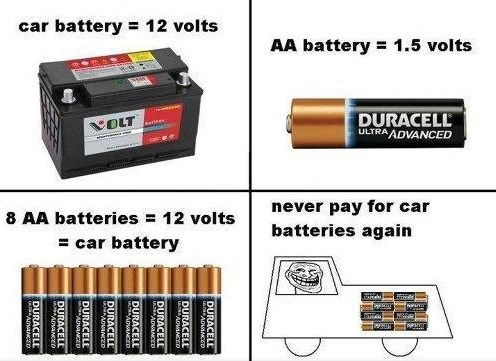 car battery = 12 volts
VOLT
BATTERY
AA battery = 1.5 volts
DURACELL
ULTRA ADVANCED
8 AA batteries = 12 volts
= car battery
DURACELL
ULTRA ADVANCED
DURACELL
ULTRA ADVANCED
DURACELL
ULTRA ADVANCED
DURACELL
ULTRA ADVANCED
DURACELL
ULTRA ADVANCED
DURACELL
ULTRA ADVANCED
DURACELL
ULTRA ADVANCED
DURACELL
ULTRA ADVANCED
never pay for car
batteries again